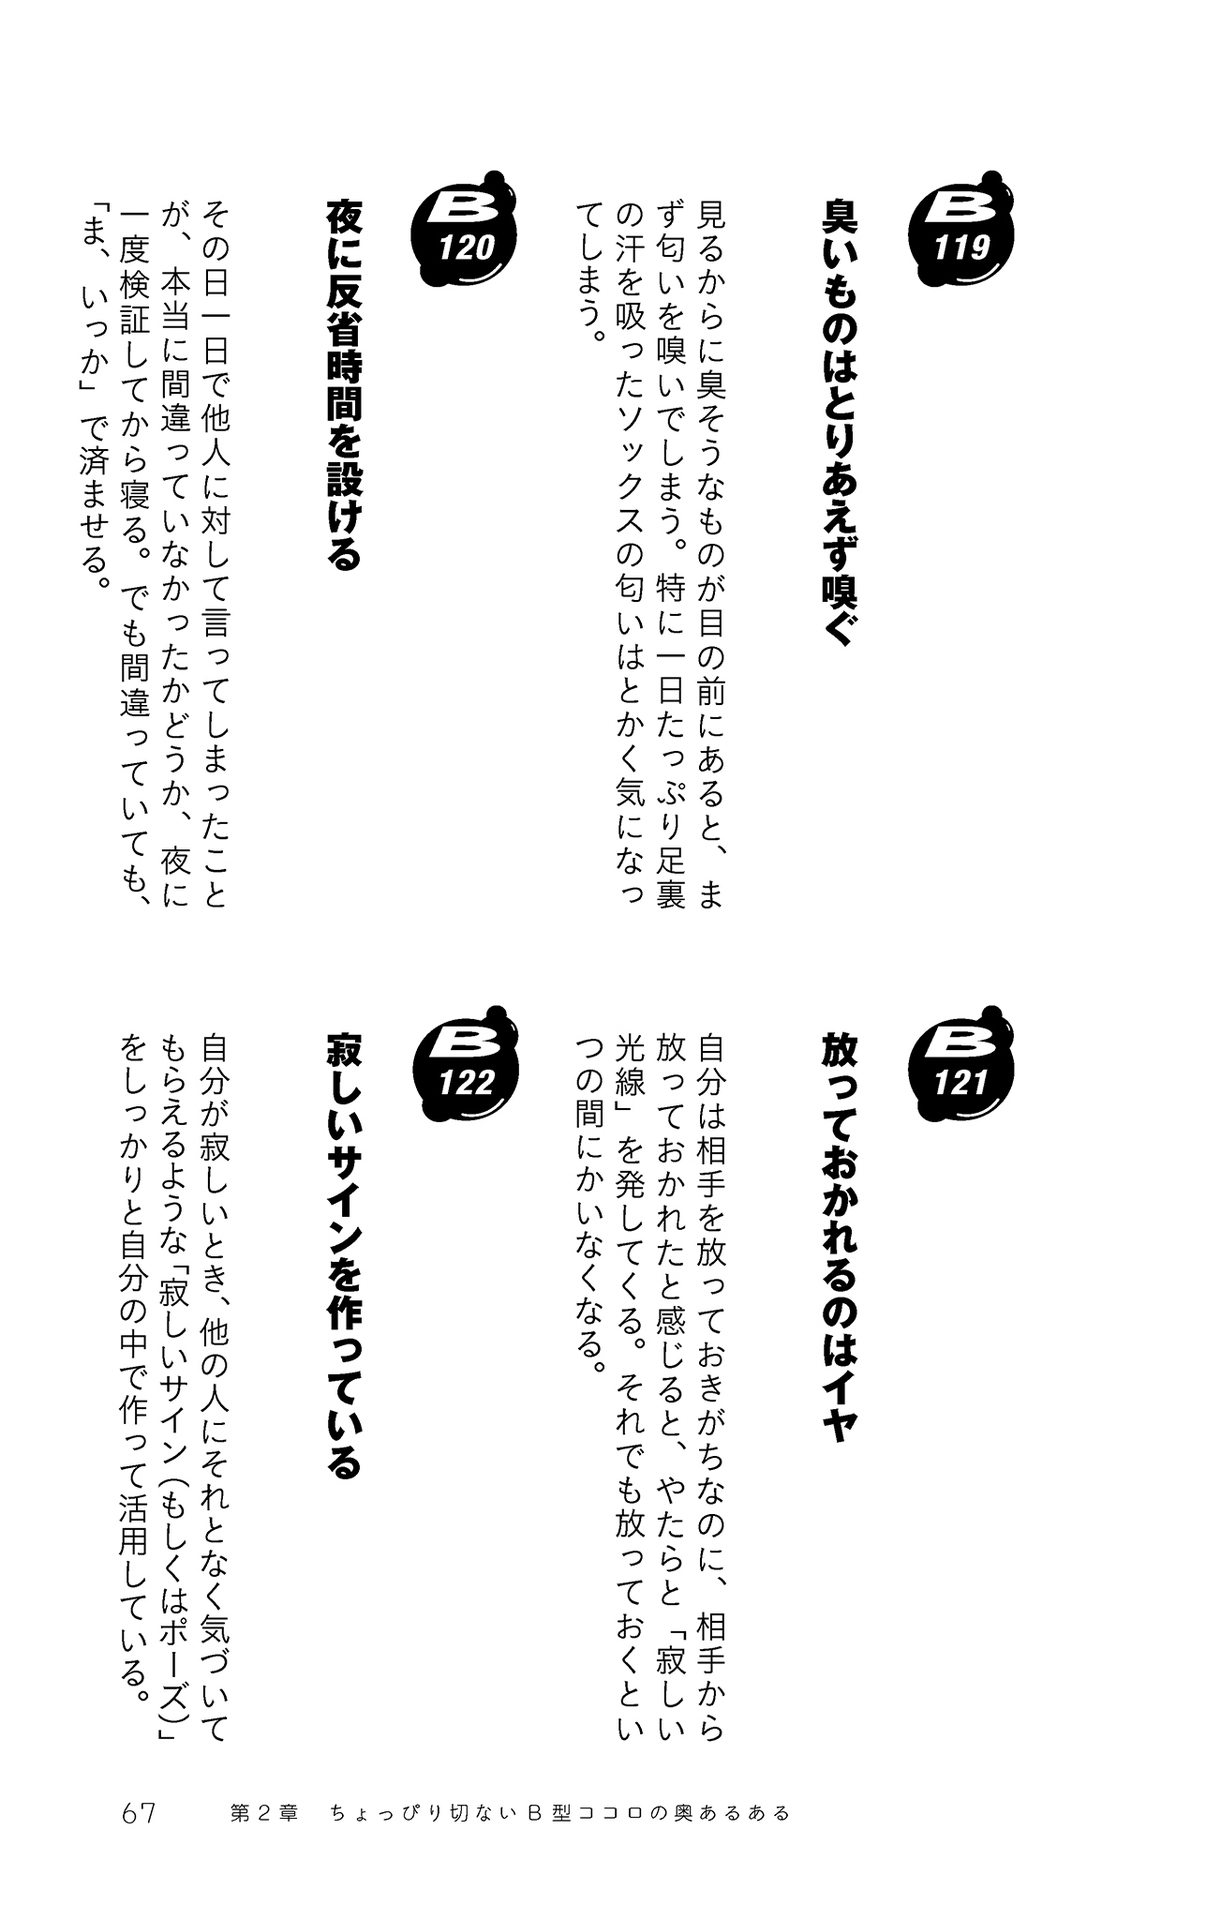 B
119
臭いものはとりあえず嗅ぐ
見るからに臭そうなものが目の前にあると、ま
ず匂いを嗅いでしまう。特に一日たっぷり足裏
の汗を吸ったソックスの匂いはとかく気になっ
てしまう。
B
120
夜に反省時間を設ける
その日一日で他人に対して言ってしまったこと
が、本当に間違っていなかったかどうか、夜に
一度検証してから寝る。でも間違っていても、
「ま、いっか」で済ませる。
B
121
放っておかれるのはイヤ
自分は相手を放っておきがちなのに、相手から
放っておかれたと感じると、やたらと「寂しい
光線」を発してくる。それでも放っておくとい
つの間にかいなくなる。
B
122
寂しいサインを作っている
自分が寂しいとき、他の人にそれとなく気づいて
もらえるような「寂しいサイン（もしくはポーズ）」
をしっかりと自分の中で作って活用している。
67 第2章 ちょっぴり切ないB型ココロの奥あるある